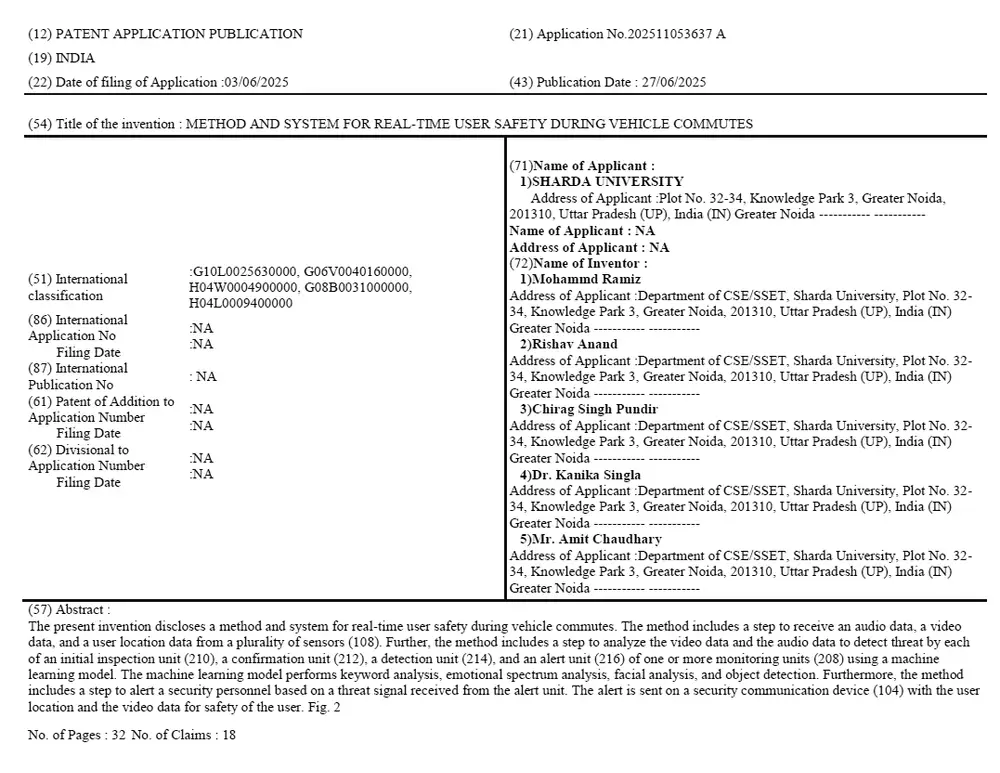 (12) PATENT APPLICATION PUBLICATION
(21) Application No.202511053637 A
(19) INDIA
(22) Date of filing of Application :03/06/2025
(43) Publication Date : 27/06/2025
(54) Title of the invention : METHOD AND SYSTEM FOR REAL-TIME USER SAFETY DURING VEHICLE COMMUTES
(51) International
classification
:G10L0025630000, G06V0040160000,
H04W0004900000, G08B0031000000,
H04L0009400000
(86) International
Application No
Filing Date
:NA
:NA
(87) International
Publication No
: NA
(61) Patent of Addition to
Application Number
Filing Date
:NA
:NA
(62) Divisional to
Application Number
Filing Date
:NA
:NA
(71)Name of Applicant :
1)SHARDA UNIVERSITY
Address of Applicant :Plot No. 32-34, Knowledge Park 3, Greater Noida,
201310, Uttar Pradesh (UP), India (IN) Greater Noida ----------- -----------
Name of Applicant : NA
Address of Applicant : NA
(72)Name of Inventor :
1)Mohammd Ramiz
Address of Applicant :Department of CSE/SSET, Sharda University, Plot No. 32-
34, Knowledge Park 3, Greater Noida, 201310, Uttar Pradesh (UP), India (IN)
Greater Noida ----------- -----------
2)Rishav Anand
Address of Applicant :Department of CSE/SSET, Sharda University, Plot No. 32-
34, Knowledge Park 3, Greater Noida, 201310, Uttar Pradesh (UP), India (IN)
Greater Noida ----------- -----------
3)Chirag Singh Pundir
Address of Applicant :Department of CSE/SSET, Sharda University, Plot No. 32-
34, Knowledge Park 3, Greater Noida, 201310, Uttar Pradesh (UP), India (IN)
Greater Noida ----------- -----------
4)Dr. Kanika Singla
Address of Applicant :Department of CSE/SSET, Sharda University, Plot No. 32-
34, Knowledge Park 3, Greater Noida, 201310, Uttar Pradesh (UP), India (IN)
Greater Noida ----------- -----------
5)Mr. Amit Chaudhary
Address of Applicant :Department of CSE/SSET, Sharda University, Plot No. 32-
34, Knowledge Park 3, Greater Noida, 201310, Uttar Pradesh (UP), India (IN)
Greater Noida ----------- -----------
(57) Abstract :
The present invention discloses a method and system for real-time user safety during vehicle commutes. The method includes a step to receive an audio data, a video
data, and a user location data from a plurality of sensors (108). Further, the method includes a step to analyze the video data and the audio data to detect threat by each
of an initial inspection unit (210), a confirmation unit (212), a detection unit (214), and an alert unit (216) of one or more monitoring units (208) using a machine
learning model. The machine learning model performs keyword analysis, emotional spectrum analysis, facial analysis, and object detection. Furthermore, the method
includes a step to alert a security personnel based on a threat signal received from the alert unit. The alert is sent on a security communication device (104) with the user
location and the video data for safety of the user. Fig. 2
No. of Pages : 32 No. of Claims : 18